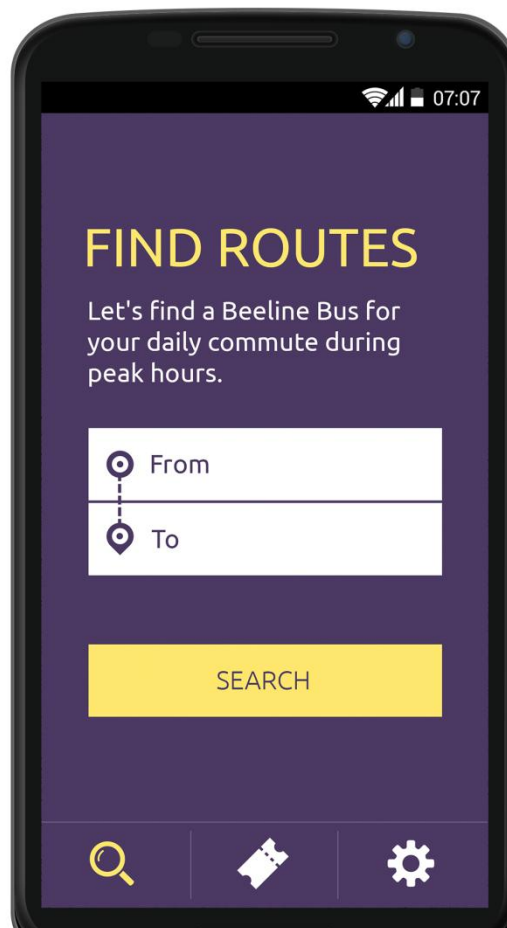 07:07
FIND ROUTES
Let's find a Beeline Bus for
your daily commute during
peak hours.
From
To
SEARCH